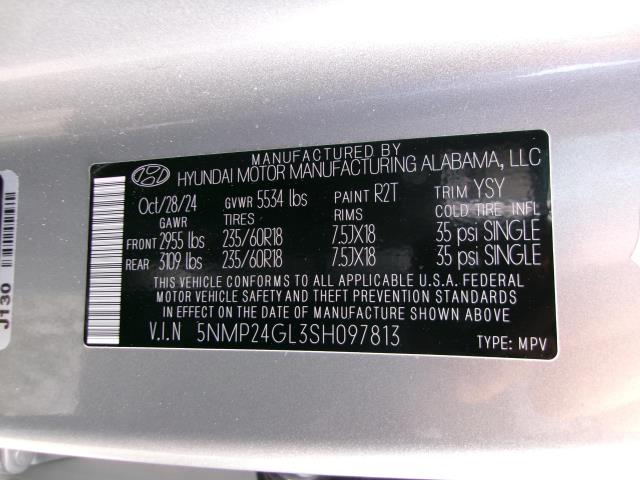 MANUFACTURED BY
HYUNDAI MOTOR MANUFACTURING ALABAMA, LLC
Oct/28/24 GVWR 5534 lbs PAINT R2T TRIM YSY
GAWR TIRES RIMS COLD TIRE INFL
FRONT 2955 lbs 235/60R18 7.5JX18 35 psi SINGLE
REAR 3109 lbs 235/60R18 7.5JX18 35 psi SINGLE
THIS VEHICLE CONFORMS TO ALL APPLICABLE U.S.A. FEDERAL
MOTOR VEHICLE SAFETY AND THEFT PREVENTION STANDARDS
IN EFFECT ON THE DATE OF MANUFACTURE SHOWN ABOVE
V.I.N 5NMP24GL3SH097813 TYPE: MPV
J130